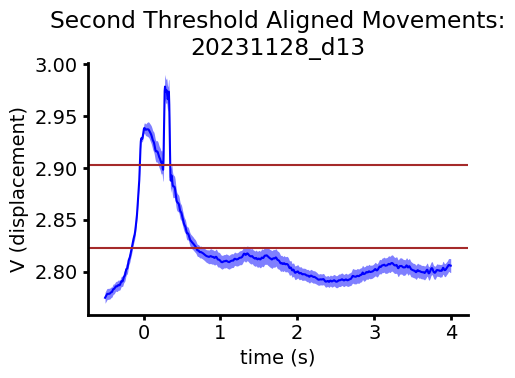 Second Threshold Aligned Movements:
20231128_d13
3.00
2.95
2.90
2.85
2.80
V (displacement)
0
1
2
3
4
time (s)